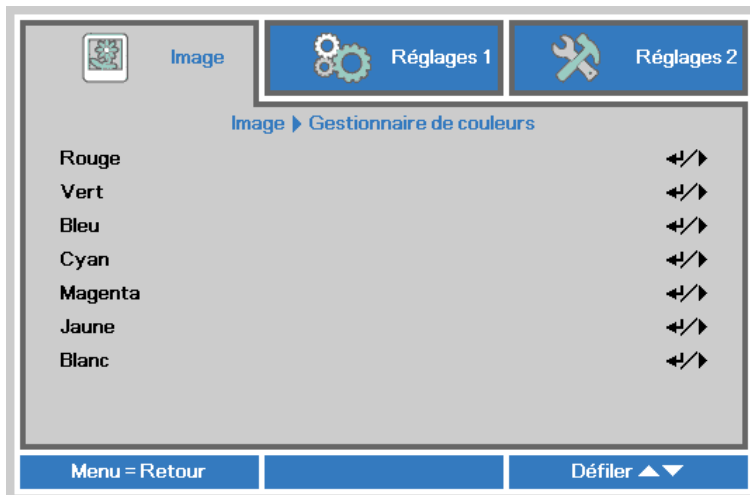 Image
Réglages 1
Réglages 2
Image ▶ Gestionnaire de couleurs
Rouge ↵/▶
Vert ↵/▶
Bleu ↵/▶
Cyan ↵/▶
Magenta ↵/▶
Jaune ↵/▶
Blanc ↵/▶
Menu = Retour
Défiler ▲▼